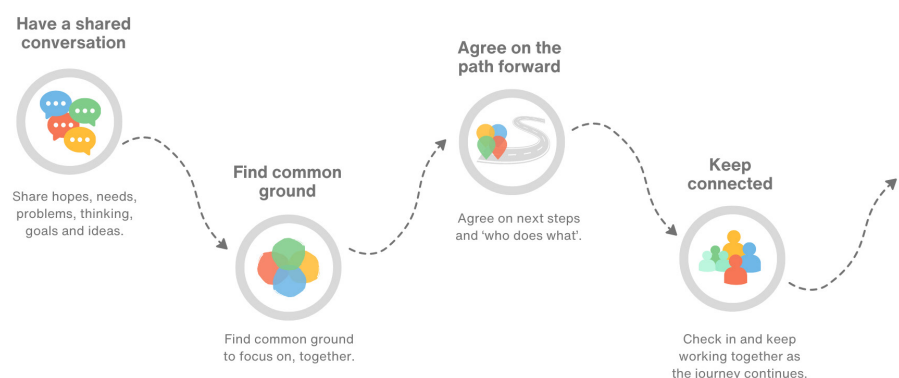 Have a shared
conversation
Share hopes, needs,
problems, thinking,
goals and ideas.
Find common
ground
Find common ground
to focus on, together.
Agree on the
path forward
Agree on next steps
and ‘who does what’.
Keep
connected
Check in and keep
working together as
the journey continues.